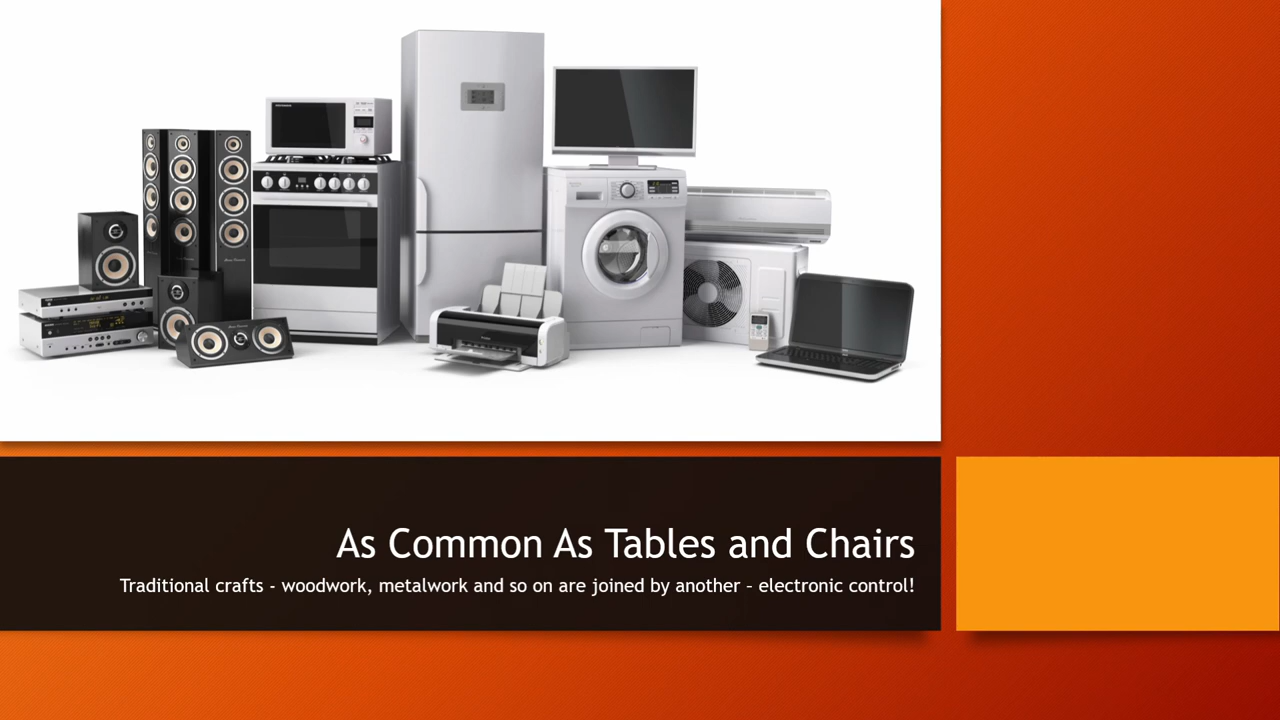 As Common As Tables and Chairs
Traditional crafts - woodwork, metalwork and so on are joined by another – electronic control!